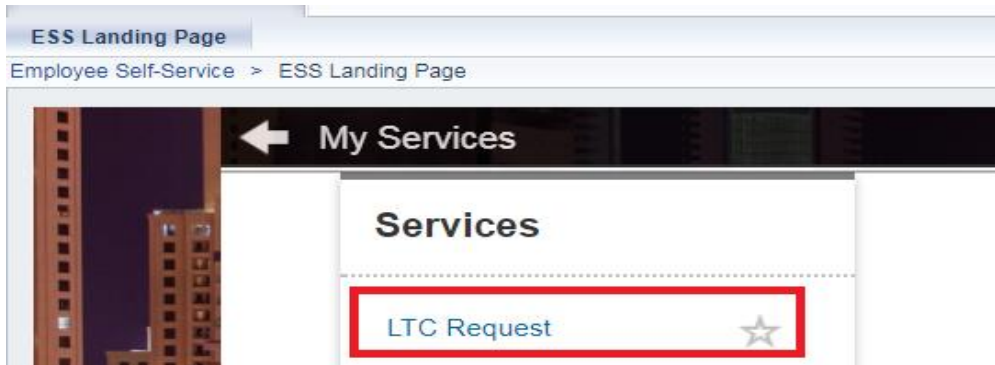 ESS Landing Page
Employee Self-Service > ESS Landing Page
My Services
Services
LTC Request